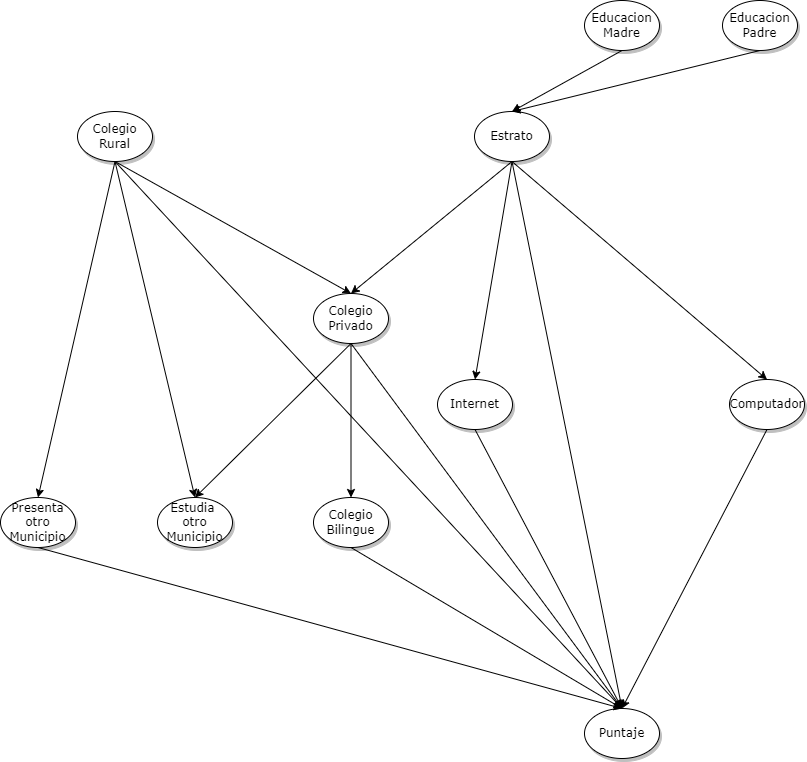 Educacion
Madre
Educacion
Padre
Colegio
Rural
Estrato
Colegio
Privado
Internet
Computador
Presenta
otro
Municipio
Estudia
otro
Municipio
Colegio
Bilingue
Puntaje